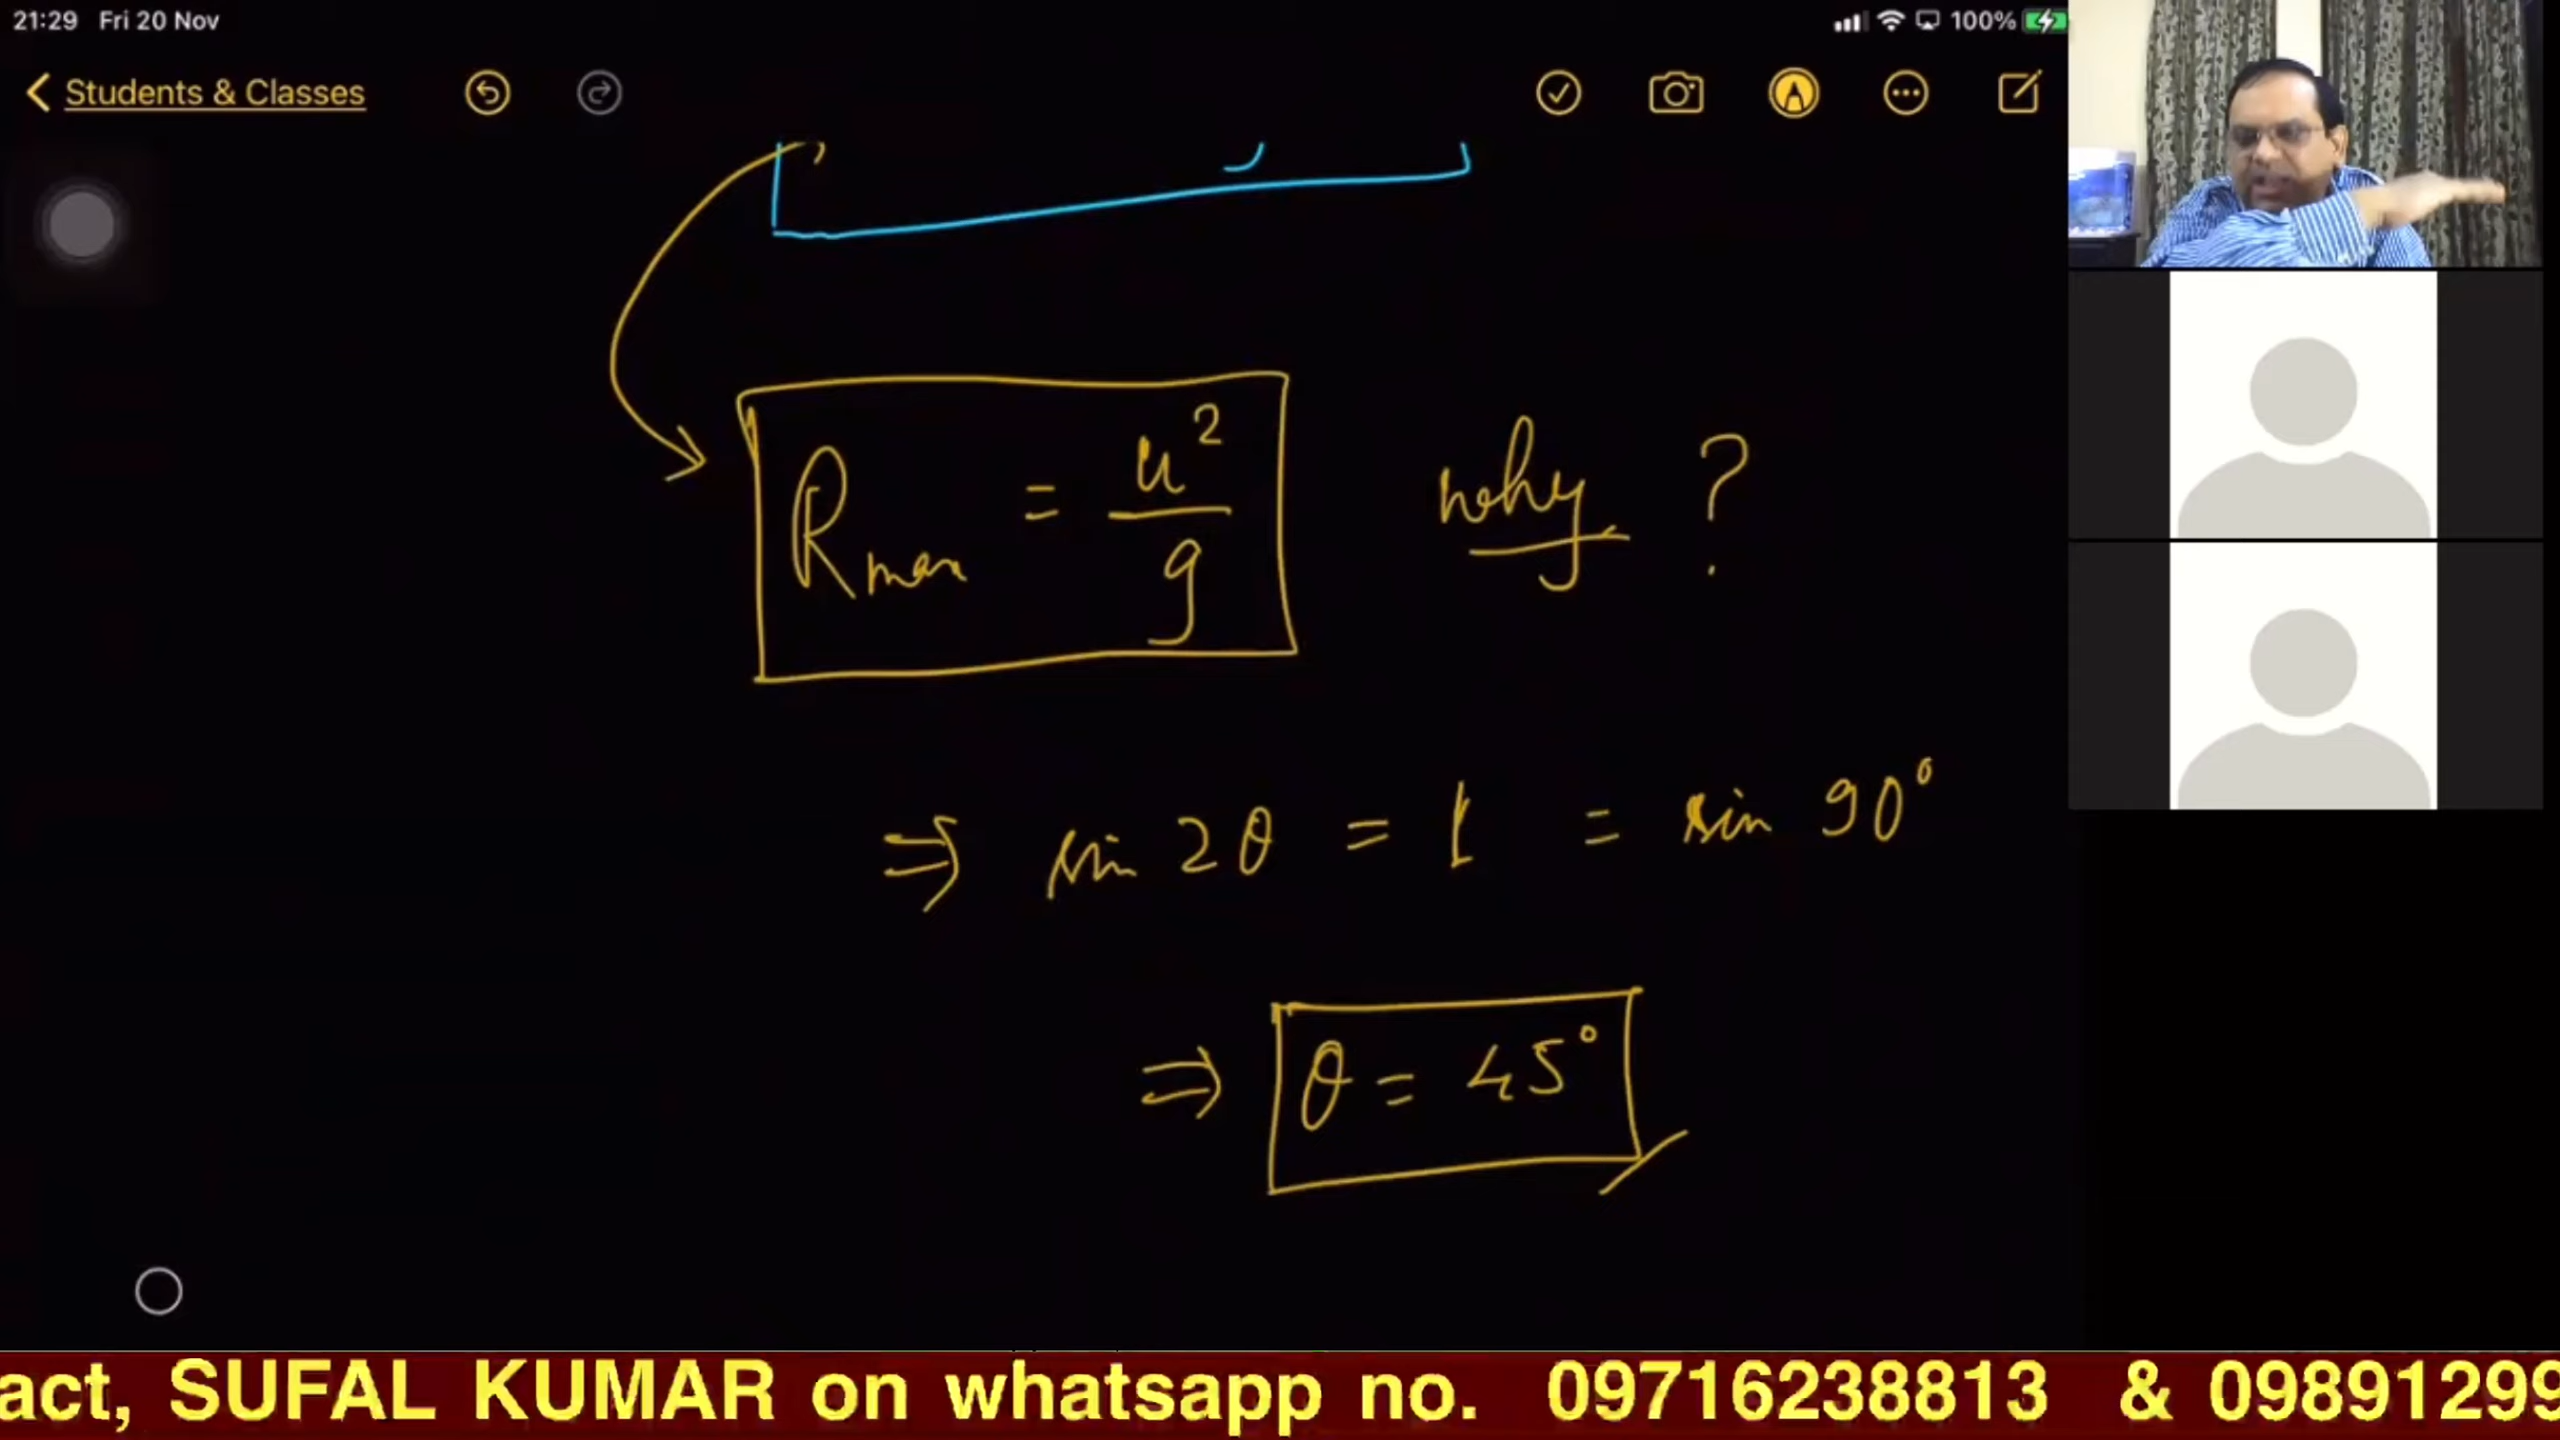 21:29 Fri 20 Nov 100%
Students & Classes
Rmax = u²/g why ?
⇒ sin 2θ = 1 = sin 90°
⇒ θ = 45°
act, SUFAL KUMAR on whatsapp no. 09716238813 & 09891299